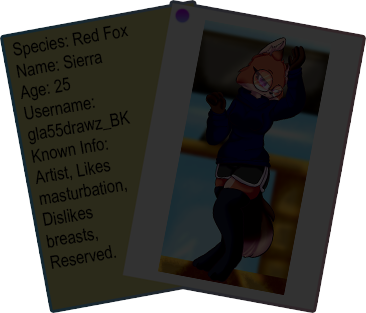 Species: Red Fox
Name: Sierra
Age: 25
Username:
gla55drawz_BK
Known Info:
Artist, Likes
masturbation,
Dislikes
breasts,
Reserved.